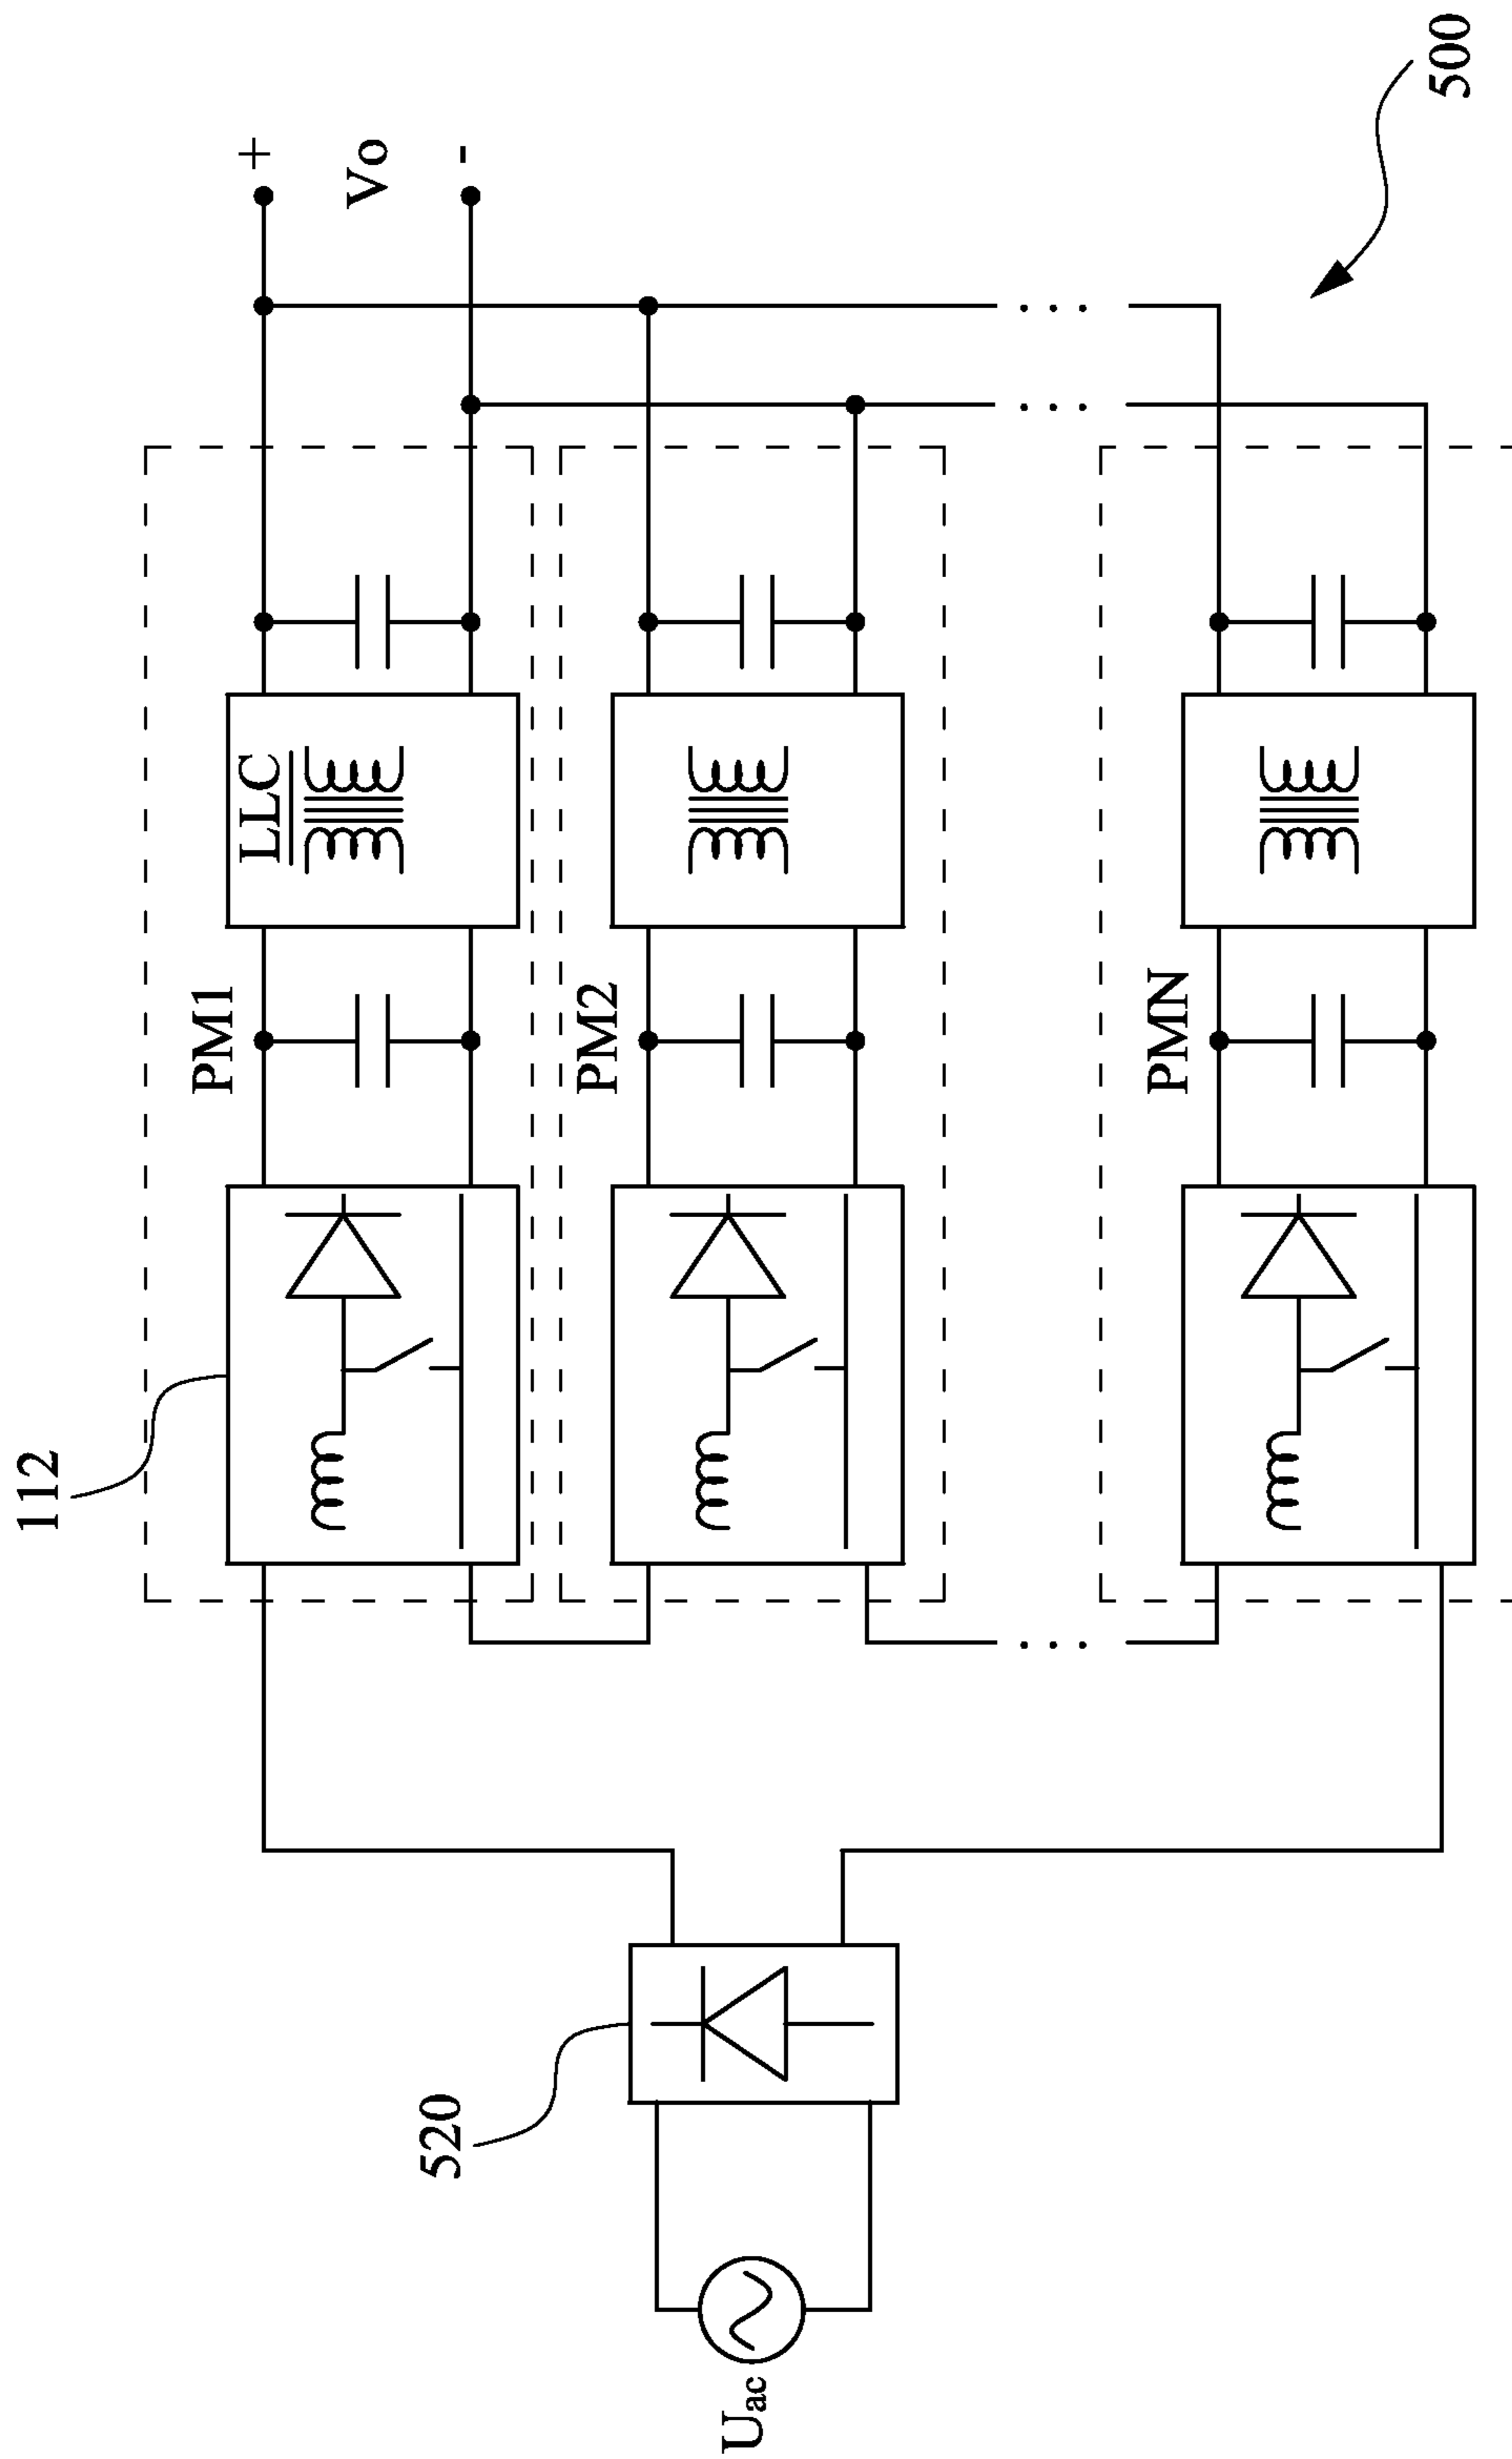 112
PM1
LLC
+
Vo
-
PM2
PMN
. . .
. . .
. . .
520
Uac
500